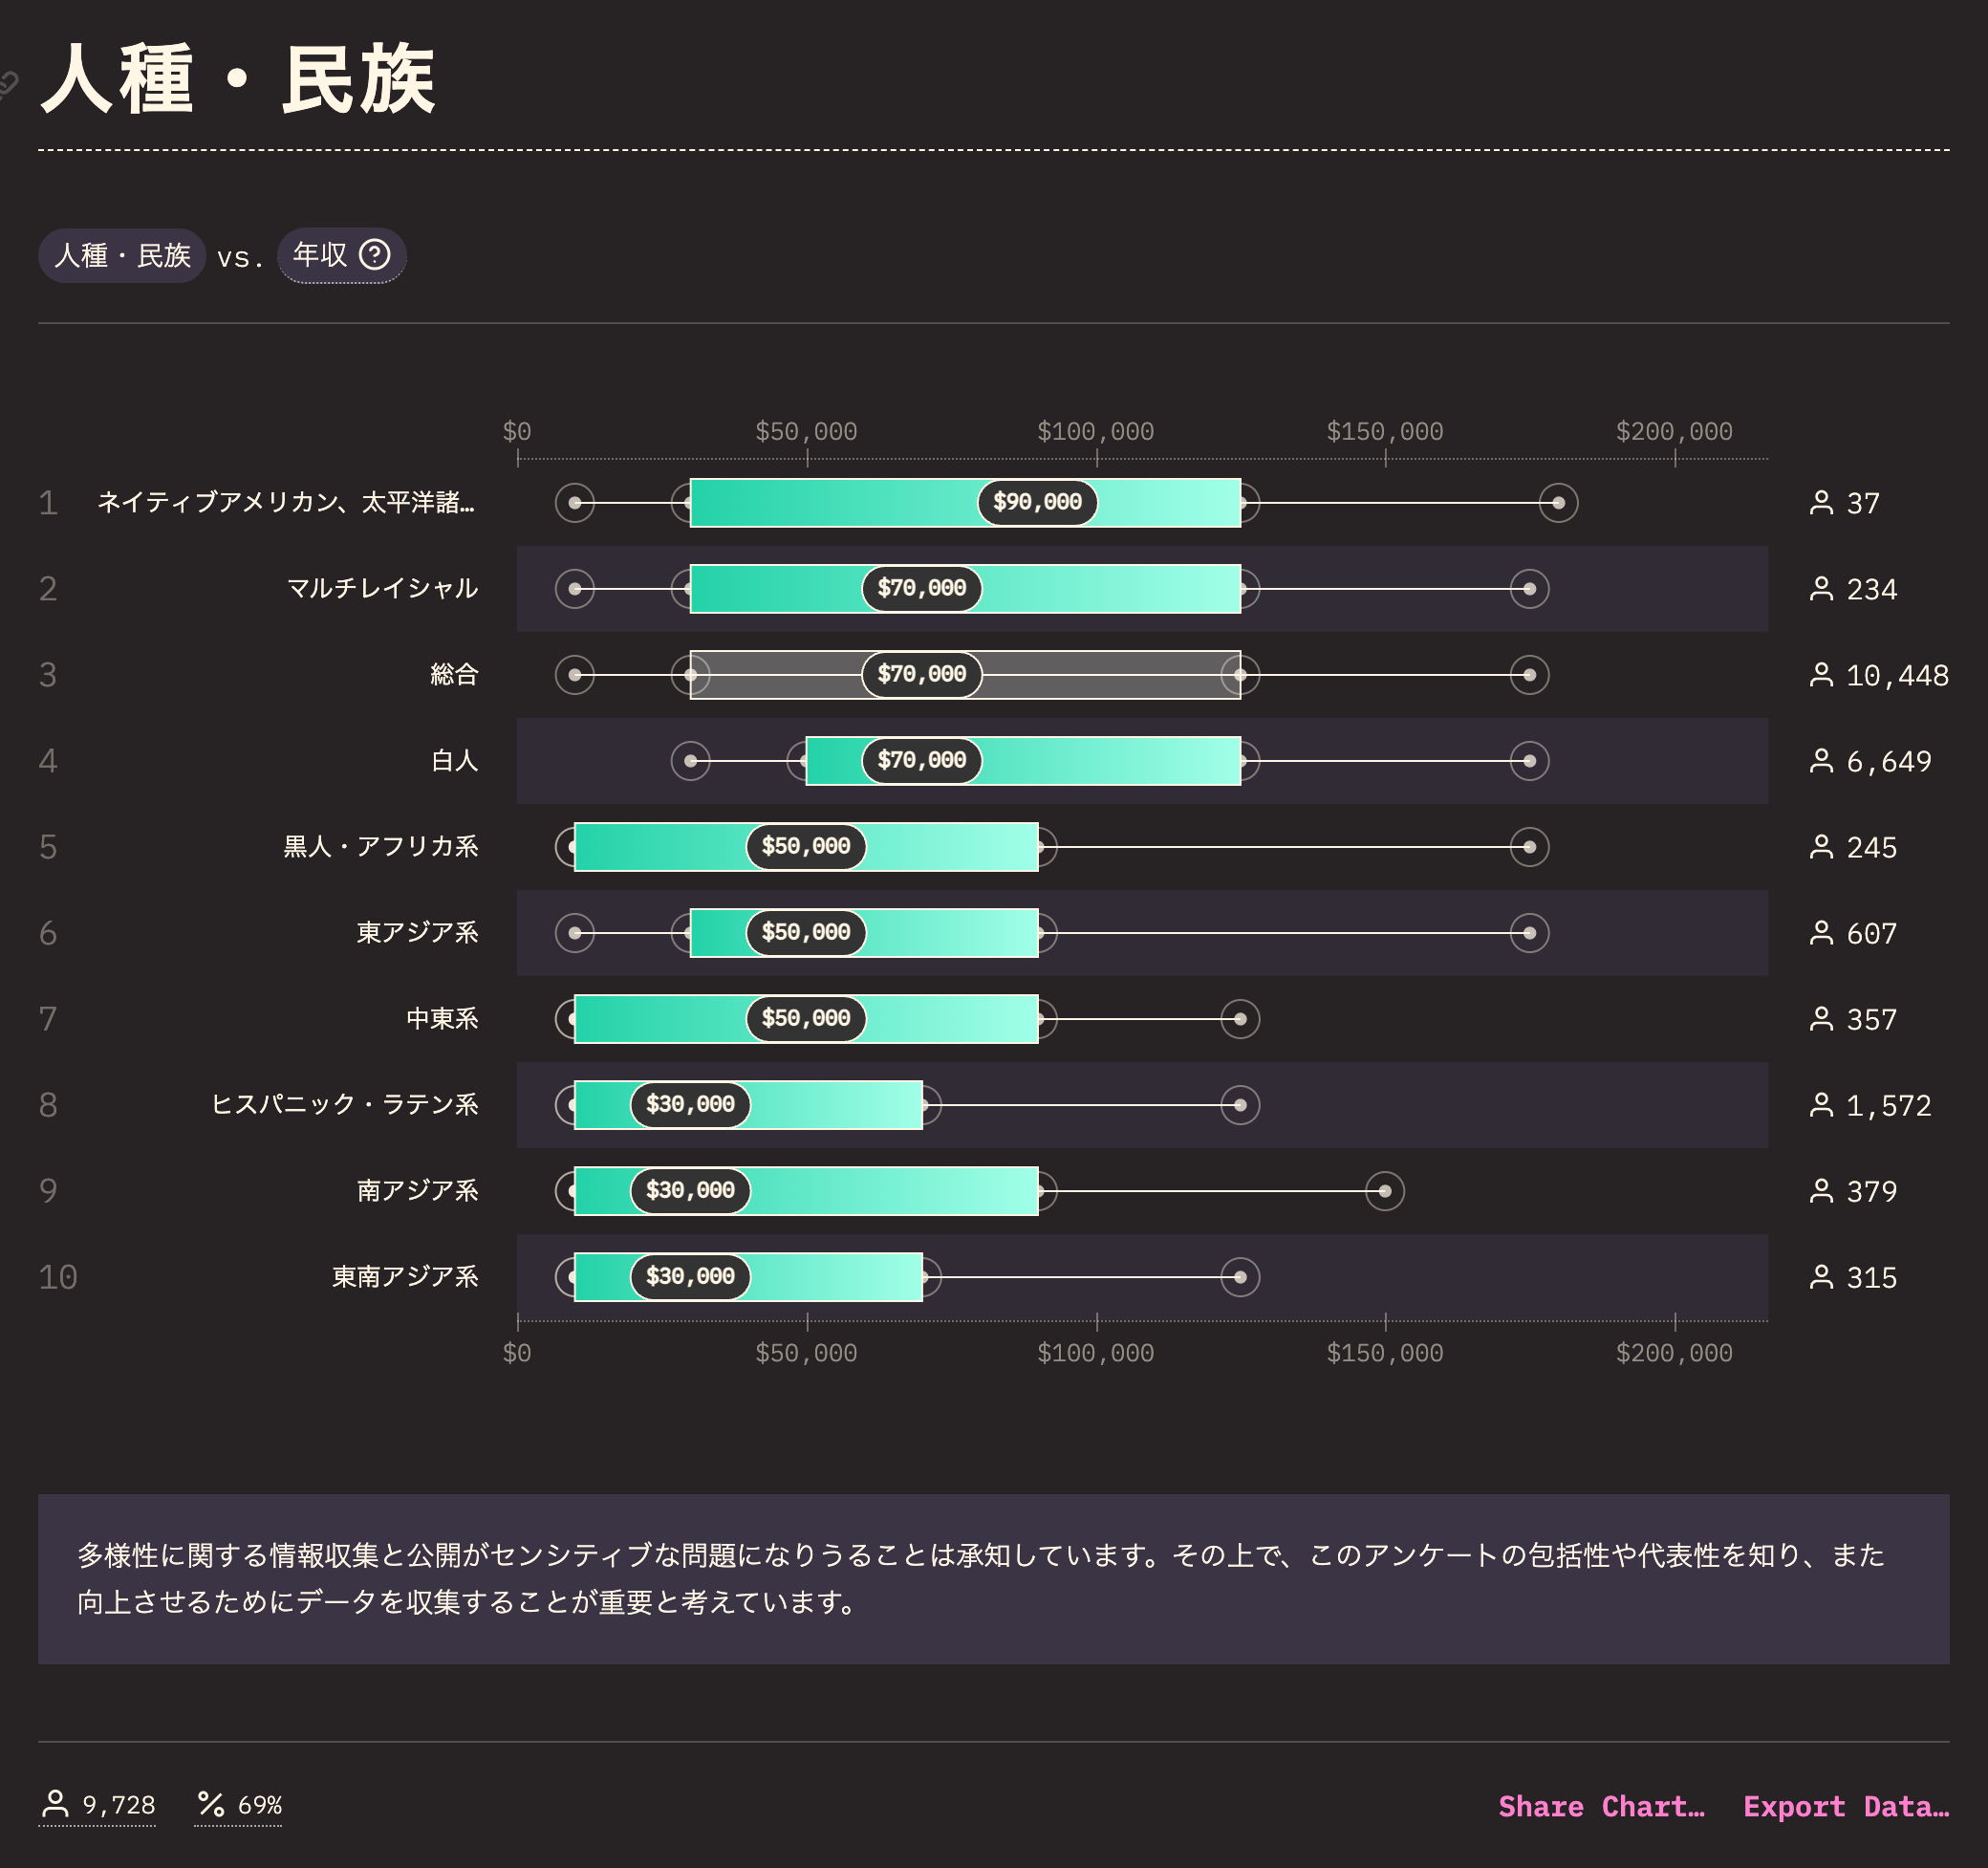 人種・民族
人種・民族 vs. 年収 ?
$0 $50,000 $100,000 $150,000 $200,000
1 ネイティブアメリカン、太平洋諸… $90,000 37
2 マルチレイシャル $70,000 234
3 総合 $70,000 10,448
4 白人 $70,000 6,649
5 黒人・アフリカ系 $50,000 245
6 東アジア系 $50,000 607
7 中東系 $50,000 357
8 ヒスパニック・ラテン系 $30,000 1,572
9 南アジア系 $30,000 379
10 東南アジア系 $30,000 315
$0 $50,000 $100,000 $150,000 $200,000
多様性に関する情報収集と公開がセンシティブな問題になりうることは承知しています。その上で、このアンケートの包括性や代表性を知り、また
向上させるためにデータを収集することが重要と考えています。
9,728 % 69% Share Chart… Export Data…